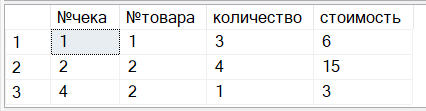 №чека №товара количество стоимость
1 1 1 3 6
2 2 2 4 15
3 4 2 1 3